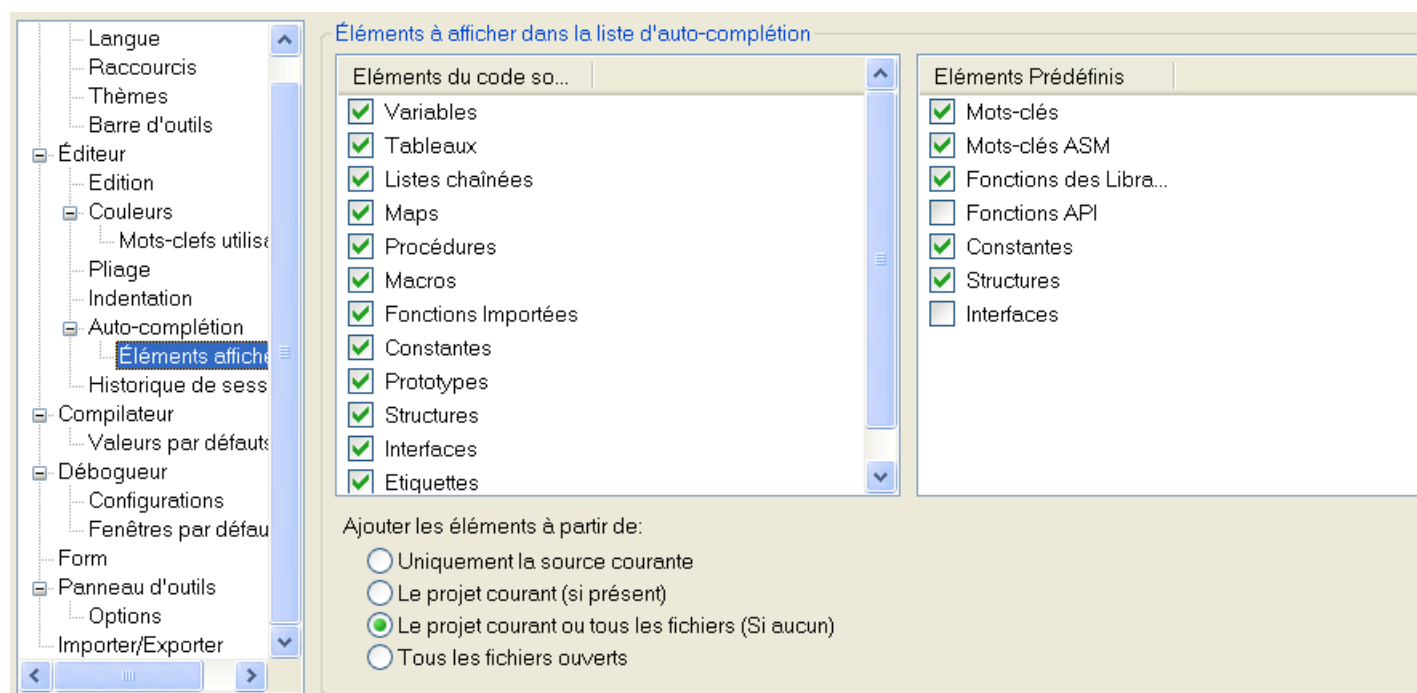 Langue
Raccourcis
Thèmes
Barre d'outils
Éditeur
Edition
Couleurs
Mots-clefs utilisa
Pliage
Indentation
Auto-complétion
Éléments affiche
Historique de sess
Compilateur
Valeurs par défauts
Débogueur
Configurations
Fenêtres par défau
Form
Panneau d'outils
Options
Importer/Exporter
Éléments à afficher dans la liste d'auto-complétion
Eléments du code so...
Variables
Tableaux
Listes chaînées
Maps
Procédures
Macros
Fonctions Importées
Constantes
Prototypes
Structures
Interfaces
Etiquettes
Eléments Prédéfinis
Mots-clés
Mots-clés ASM
Fonctions des Libra...
Fonctions API
Constantes
Structures
Interfaces
Ajouter les éléments à partir de:
Uniquement la source courante
Le projet courant (si présent)
Le projet courant ou tous les fichiers (Si aucun)
Tous les fichiers ouverts